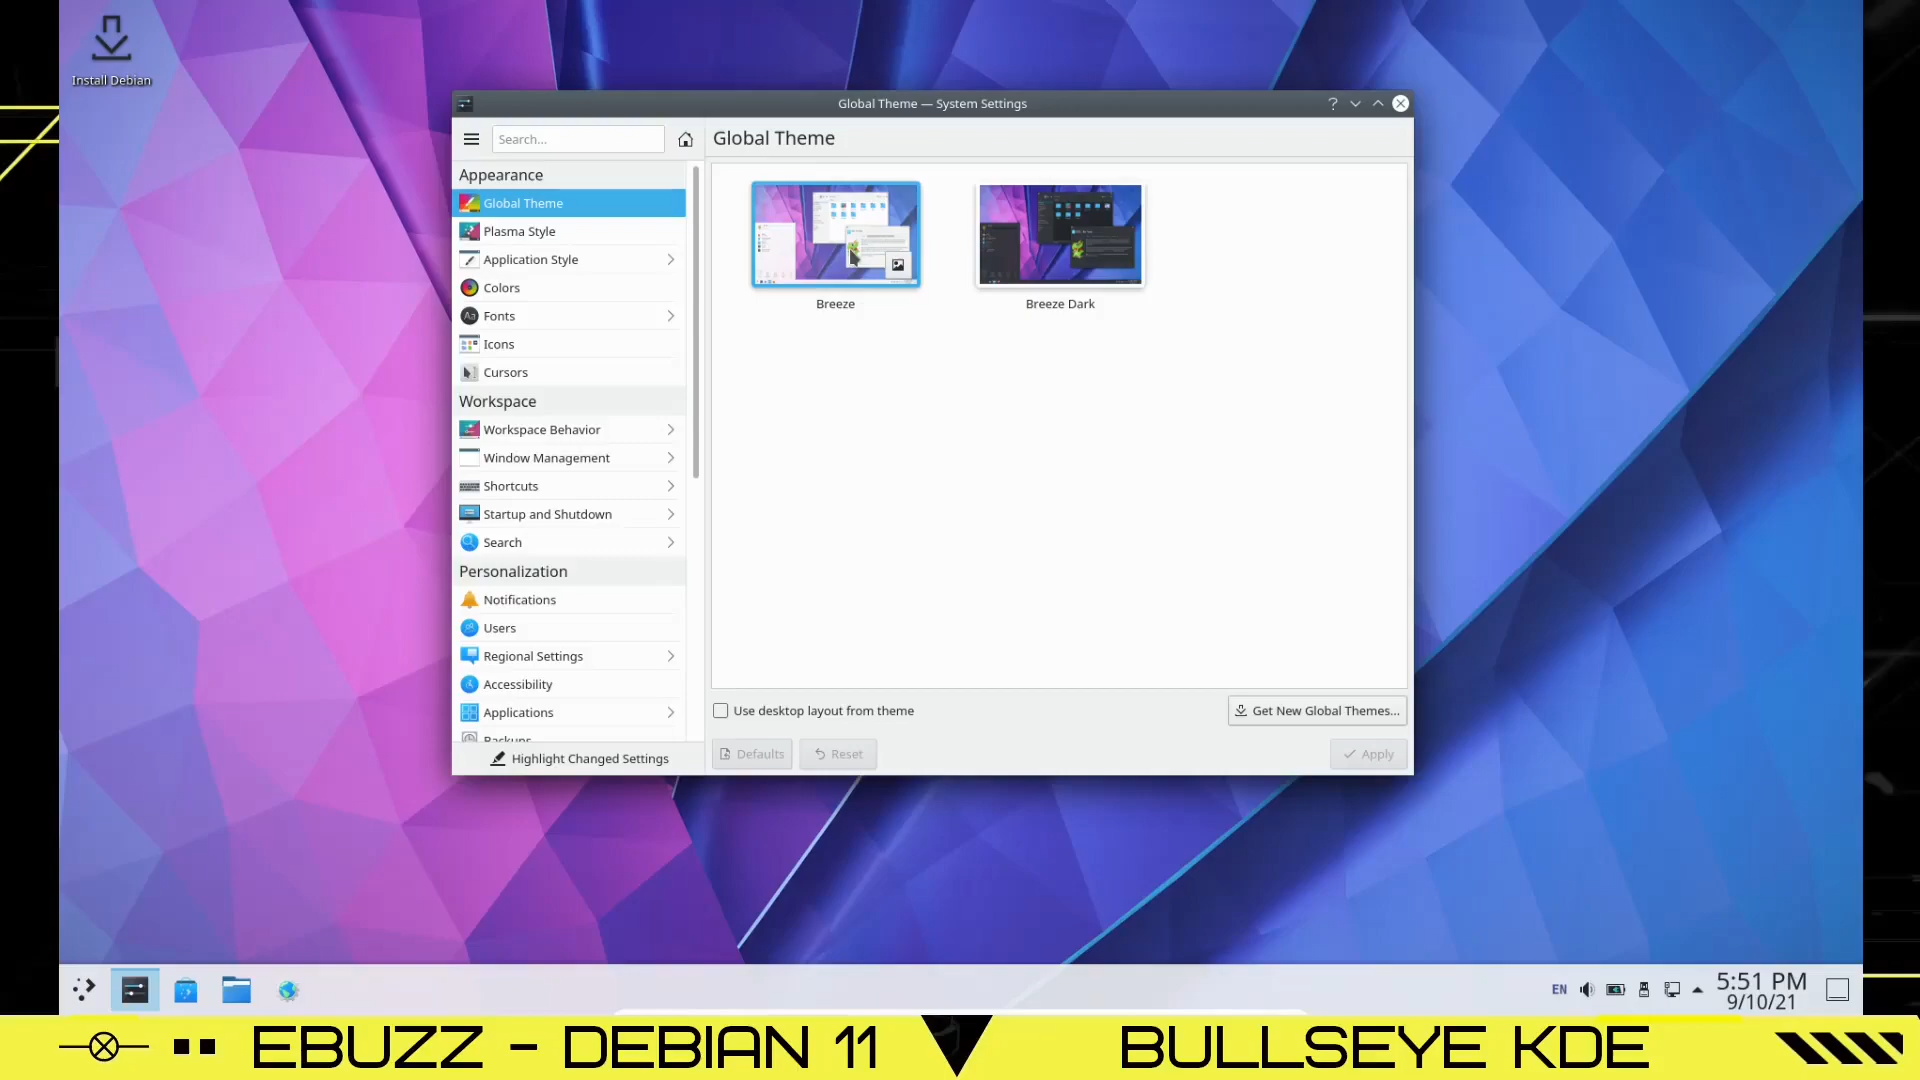 Install Debian
Global Theme — System Settings
Search...
Global Theme
Appearance
Global Theme
Plasma Style
Application Style
Colors
Fonts
Icons
Cursors
Workspace
Workspace Behavior
Window Management
Shortcuts
Startup and Shutdown
Search
Personalization
Notifications
Users
Regional Settings
Accessibility
Applications
Backups
Highlight Changed Settings
Breeze
Breeze Dark
Use desktop layout from theme
Get New Global Themes...
Defaults
Reset
Apply
EN
5:51 PM
9/10/21
EBUZZ - DEBIAN 11
BULLSEYE KDE